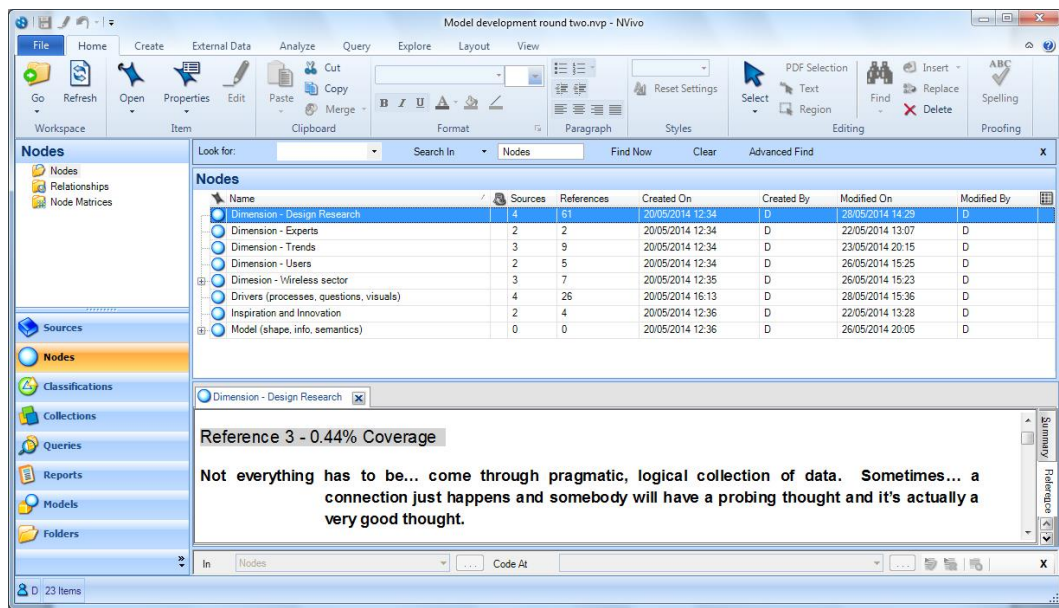 Model development round two.nvp - NVivo
File Home Create External Data Analyze Query Explore Layout View
Go Refresh Open Properties Edit Paste Cut Copy Merge
B I U A
Reset Settings
Select PDF Selection Text Region Find Insert Replace Delete
ABC Spelling
Workspace Item Clipboard Format Paragraph Styles Editing Proofing
Nodes
Nodes
Relationships
Node Matrices
Sources
Nodes
Classifications
Collections
Queries
Reports
Models
Folders
Look for: Search In Nodes Find Now Clear Advanced Find X
Nodes
Name Sources References Created On Created By Modified On Modified By
Dimension - Design Research 4 61 20/05/2014 12:34 D 28/05/2014 14:29 D
Dimension - Experts 2 2 20/05/2014 12:34 D 22/05/2014 13:07 D
Dimension - Trends 3 9 20/05/2014 12:34 D 23/05/2014 20:15 D
Dimension - Users 2 5 20/05/2014 12:34 D 26/05/2014 15:25 D
Dimesion - Wireless sector 3 7 20/05/2014 12:35 D 26/05/2014 15:23 D
Drivers (processes, questions, visuals) 4 26 20/05/2014 16:13 D 28/05/2014 15:36 D
Inspiration and Innovation 2 4 20/05/2014 12:36 D 22/05/2014 13:28 D
Model (shape, info, semantics) 0 0 20/05/2014 12:36 D 26/05/2014 20:05 D
Dimension - Design Research
Reference 3 - 0.44% Coverage
Not everything has to be... come through pragmatic, logical collection of data. Sometimes... a
connection just happens and somebody will have a probing thought and it's actually a
very good thought.
Summary
Reference
In Nodes ... Code At ... X
D 23 Items